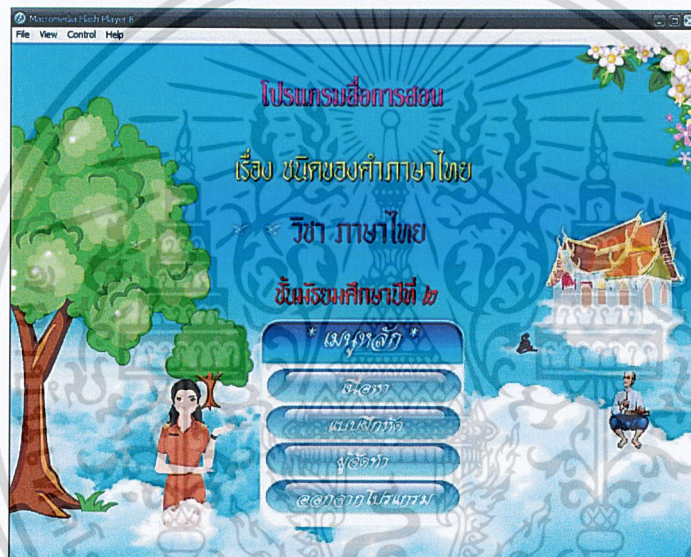 Macromedia Flash Player 8
File View Control Help
โปรแกรมสื่อการสอน
เรื่อง ชนิดของคำภาษาไทย
วิชา ภาษาไทย
ชั้นมัธยมศึกษาปีที่ ๒
* เมนูหลัก *
เนื้อหา
แบบฝึกหัด
ผู้จัดทำ
ออกจากโปรแกรม